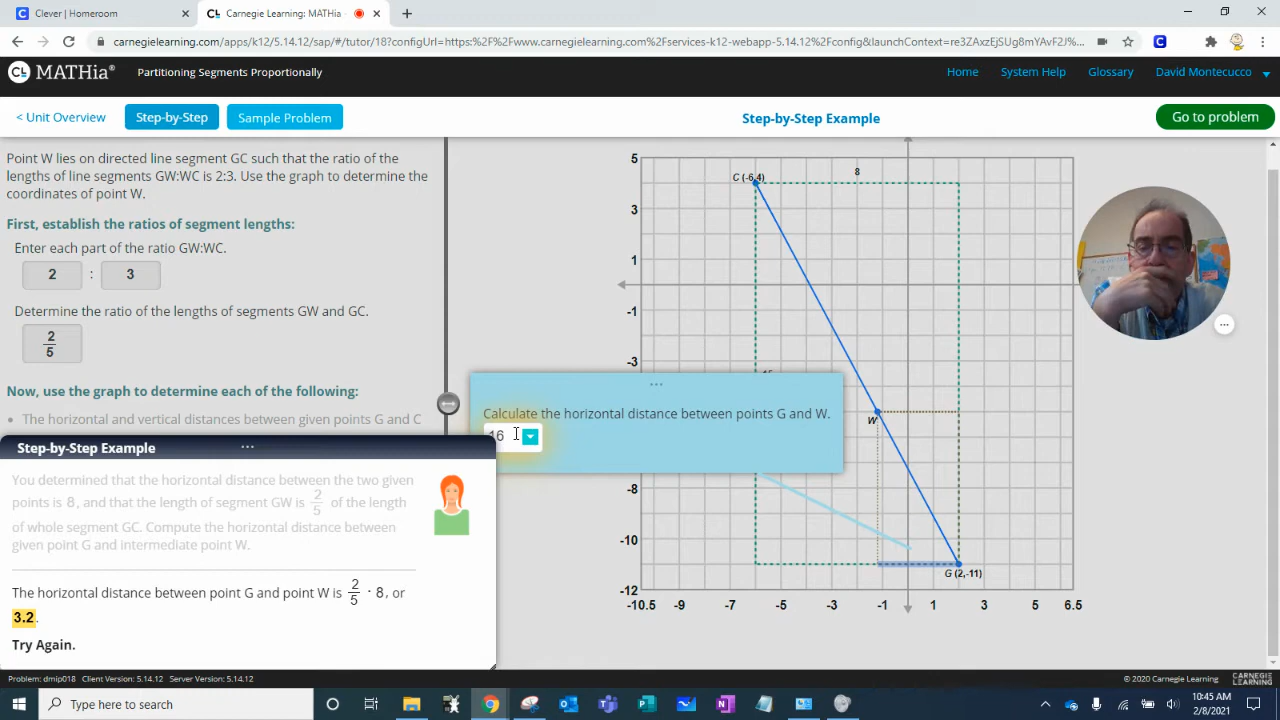 Clever | Homeroom
Carnegie Learning: MATHia
carnegielearning.com/apps/k12/5.14.12/sap/#/tutor/18?configUrl=https%2F%2Fwww.carnegielearning.com%2Fservices-k12-webapp-5.14.12%2Fconfig&launchContext=re3ZAxzEjSUg8mYAvF2J%...
CL MATHia®
Partitioning Segments Proportionally
Home
System Help
Glossary
David Montecucco
< Unit Overview
Step-by-Step
Sample Problem
Step-by-Step Example
Go to problem
Point W lies on directed line segment GC such that the ratio of the
lengths of line segments GW:WC is 2:3. Use the graph to determine the
coordinates of point W.
First, establish the ratios of segment lengths:
Enter each part of the ratio GW:WC.
2 : 3
Determine the ratio of the lengths of segments GW and GC.
2
5
Now, use the graph to determine each of the following:
• The horizontal and vertical distances between given points G and C
Step-by-Step Example
You determined that the horizontal distance between the two given
points is 8, and that the length of segment GW is 2/5 of the length
of whole segment GC. Compute the horizontal distance between
given point G and intermediate point W.
The horizontal distance between point G and point W is 2/5 · 8, or
3.2.
Try Again.
Calculate the horizontal distance between points G and W.
16
5
3
1
-1
-3
-8
-10
-12
C (-6,4)
8
W
G (2,-11)
-10.5 -9 -7 -5 -3 -1 1 3 5 6.5
Problem: dmip018 Client Version: 5.14.12 Server Version: 5.14.12
© 2020 Carnegie Learning
CARNEGIE
LEARNING
Type here to search
10:45 AM
2/8/2021